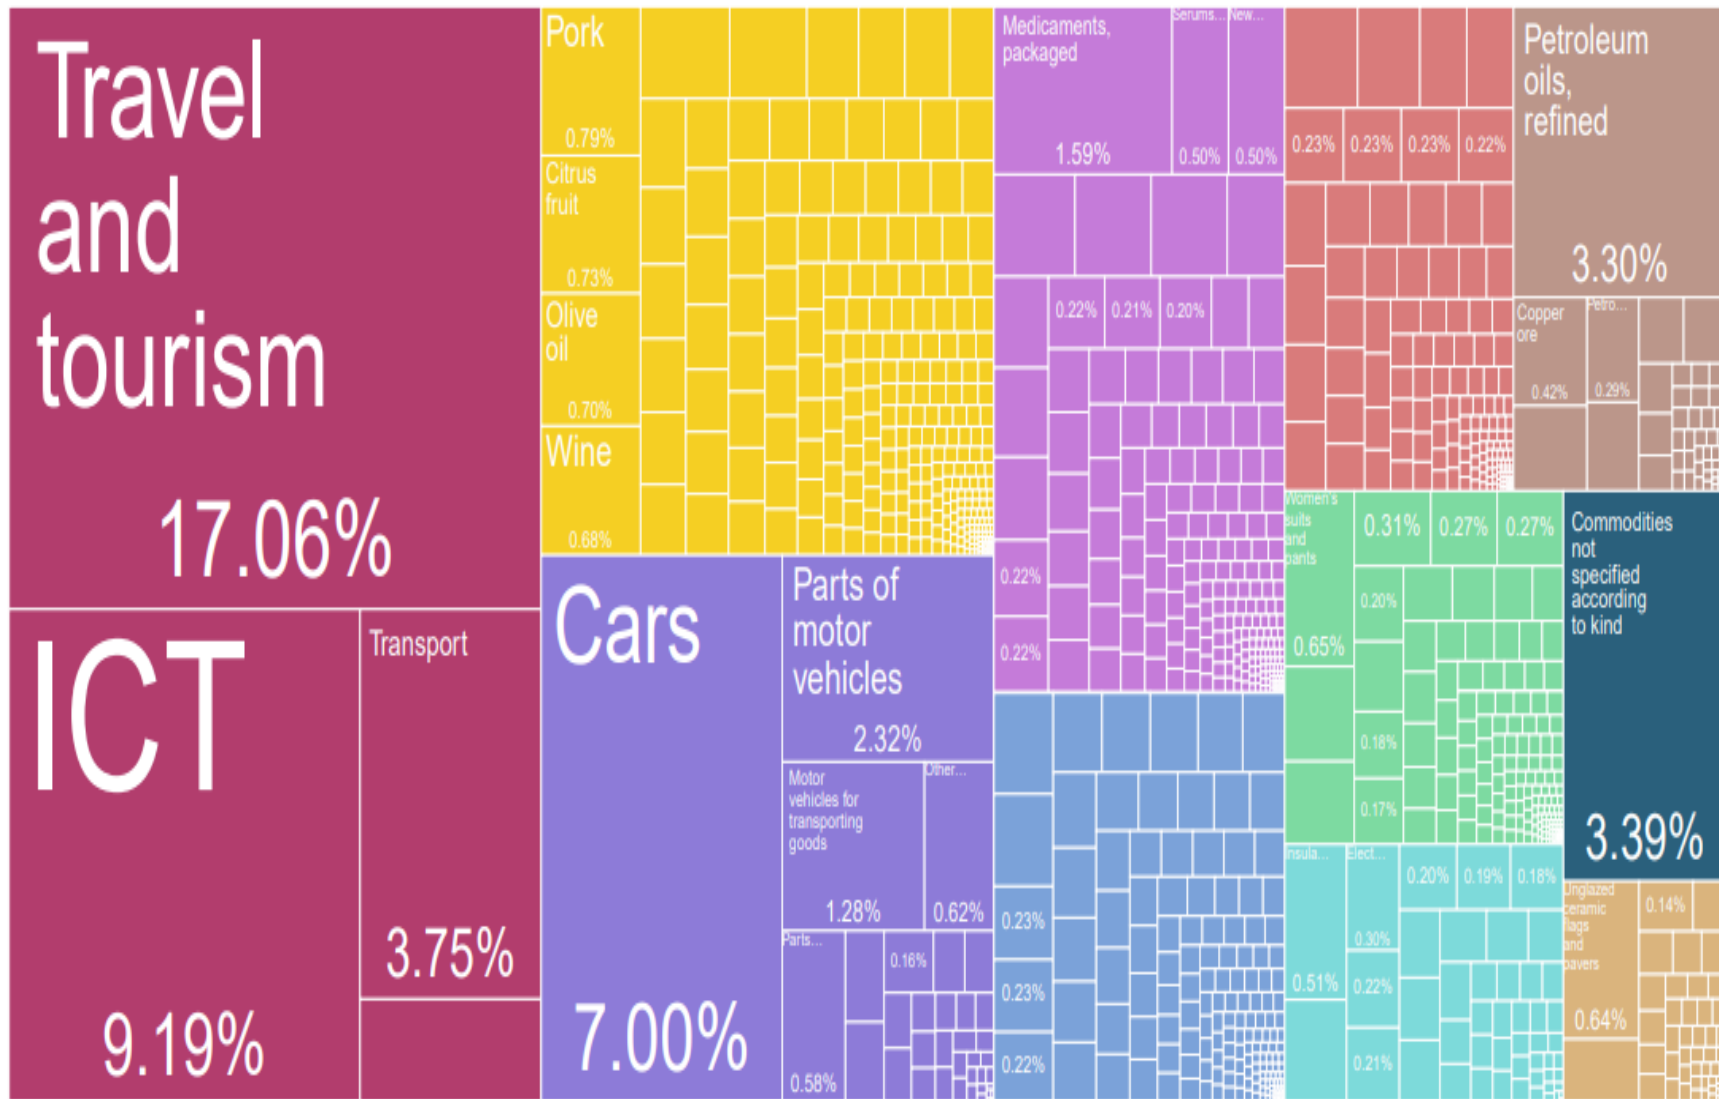 Travel
and
tourism
17.06%
ICT
9.19%
Transport
3.75%
Pork
0.79%
Citrus
fruit
0.73%
Olive
oil
0.70%
Wine
0.68%
Cars
7.00%
Parts of
motor
vehicles
2.32%
Motor
vehicles for
transporting
goods
1.28%
Other...
0.62%
Parts...
0.58%
0.16%
Medicaments,
packaged
1.59%
Serums...
0.50%
New...
0.50%
0.22%
0.21%
0.20%
0.22%
0.22%
0.23%
0.23%
0.22%
0.23%
0.23%
0.23%
0.22%
Petroleum
oils,
refined
3.30%
Copper
ore
0.42%
Petro...
0.29%
Women's
suits
and
pants
0.65%
0.31%
0.27%
0.27%
0.20%
0.18%
0.17%
Commodities
not
specified
according
to kind
3.39%
Insula...
0.51%
Elect...
0.30%
0.22%
0.21%
0.20%
0.19%
0.18%
Unglazed
ceramic
flags
and
pavers
0.64%
0.14%